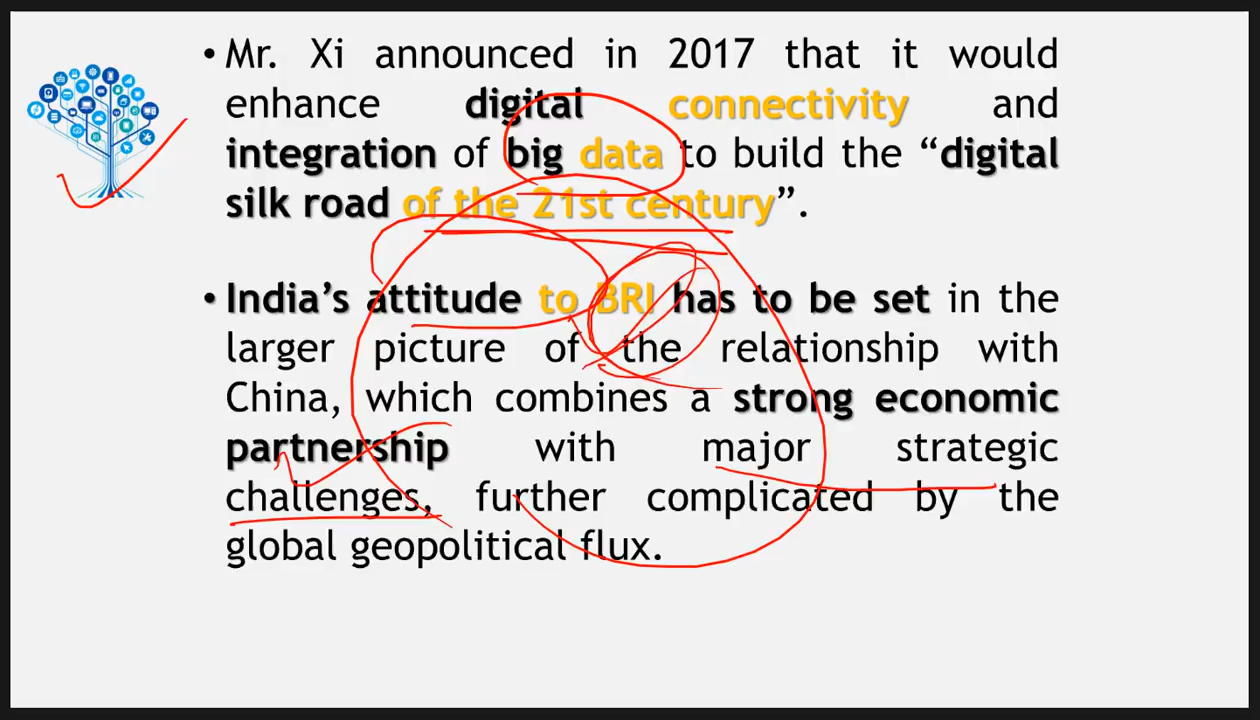 • Mr. Xi announced in 2017 that it would
enhance digital connectivity and
integration of big data to build the “digital
silk road of the 21st century”.
• India’s attitude to BRI has to be set in the
larger picture of the relationship with
China, which combines a strong economic
partnership with major strategic
challenges, further complicated by the
global geopolitical flux.